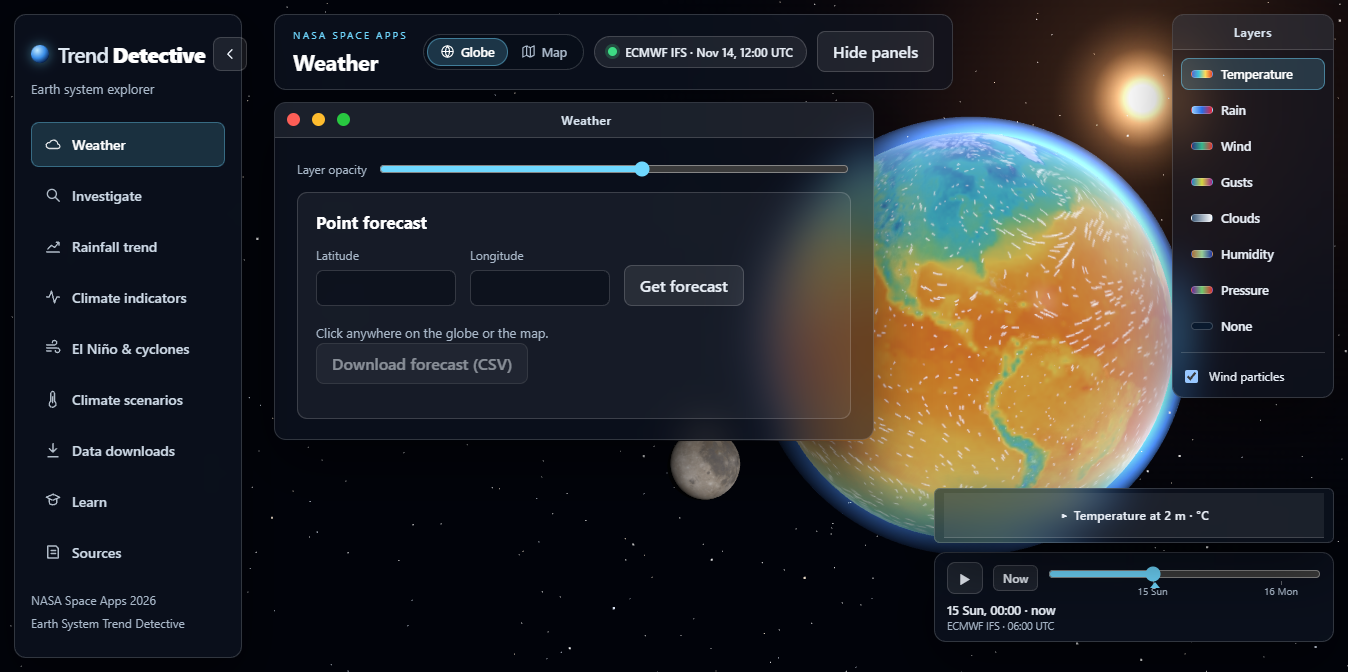 Trend Detective
Earth system explorer
Weather
Investigate
Rainfall trend
Climate indicators
El Niño & cyclones
Climate scenarios
Data downloads
Learn
Sources
NASA Space Apps 2026
Earth System Trend Detective
NASA SPACE APPS
Weather
Globe
Map
ECMWF IFS · Nov 14, 12:00 UTC
Hide panels
Weather
Layer opacity
Point forecast
Latitude
Longitude
Get forecast
Click anywhere on the globe or the map.
Download forecast (CSV)
Layers
Temperature
Rain
Wind
Gusts
Clouds
Humidity
Pressure
None
Wind particles
Temperature at 2 m · °C
Now
15 Sun
16 Mon
15 Sun, 00:00 · now
ECMWF IFS · 06:00 UTC